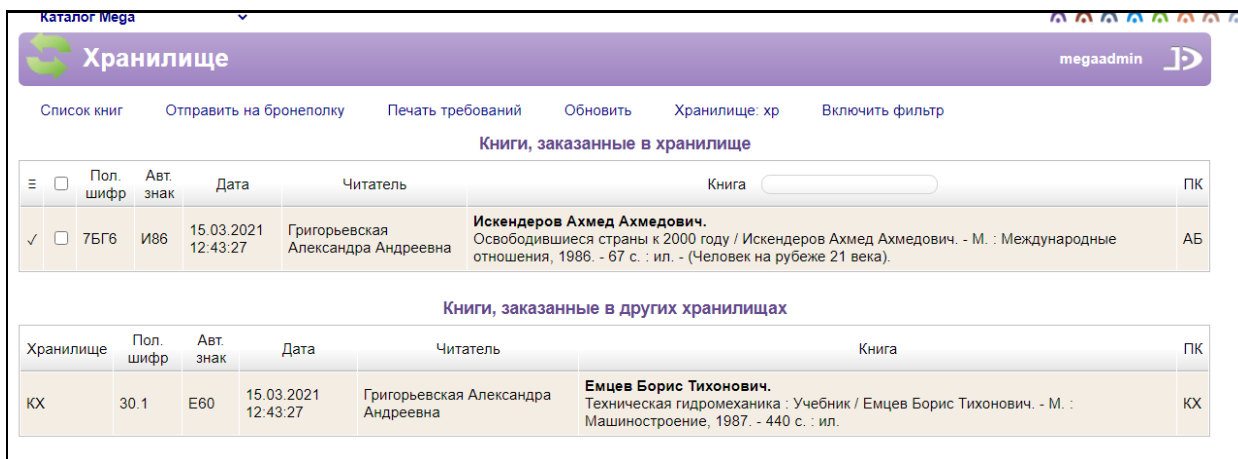 Каталог Mega
Хранилище
megaadmin
Список книг Отправить на бронеполку Печать требований Обновить Хранилище: хр Включить фильтр
Книги, заказанные в хранилище
Пол. шифр Авт. знак Дата Читатель Книга ПК
7БГ6 И86 15.03.2021 12:43:27 Григорьевская Александра Андреевна Искендеров Ахмед Ахмедович.
Освободившиеся страны к 2000 году / Искендеров Ахмед Ахмедович. - М. : Международные
отношения, 1986. - 67 с. : ил. - (Человек на рубеже 21 века). АБ
Книги, заказанные в других хранилищах
Хранилище Пол. шифр Авт. знак Дата Читатель Книга ПК
КХ 30.1 Е60 15.03.2021 12:43:27 Григорьевская Александра Андреевна Емцев Борис Тихонович.
Техническая гидромеханика : Учебник / Емцев Борис Тихонович. - М. :
Машиностроение, 1987. - 440 с. : ил. КХ